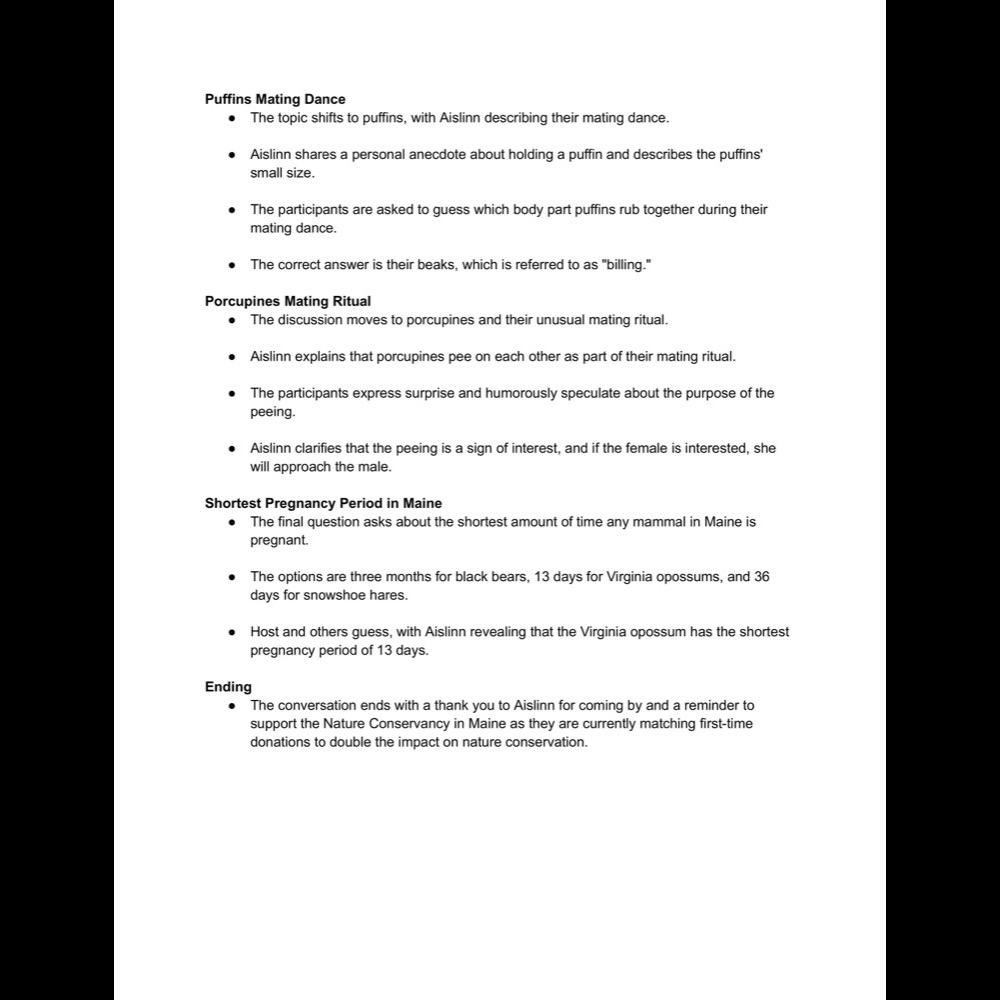 Puffins Mating Dance
● The topic shifts to puffins, with Aislinn describing their mating dance.
● Aislinn shares a personal anecdote about holding a puffin and describes the puffins'
small size.
● The participants are asked to guess which body part puffins rub together during their
mating dance.
● The correct answer is their beaks, which is referred to as "billing."
Porcupines Mating Ritual
● The discussion moves to porcupines and their unusual mating ritual.
● Aislinn explains that porcupines pee on each other as part of their mating ritual.
● The participants express surprise and humorously speculate about the purpose of the
peeing.
● Aislinn clarifies that the peeing is a sign of interest, and if the female is interested, she
will approach the male.
Shortest Pregnancy Period in Maine
● The final question asks about the shortest amount of time any mammal in Maine is
pregnant.
● The options are three months for black bears, 13 days for Virginia opossums, and 36
days for snowshoe hares.
● Host and others guess, with Aislinn revealing that the Virginia opossum has the shortest
pregnancy period of 13 days.
Ending
● The conversation ends with a thank you to Aislinn for coming by and a reminder to
support the Nature Conservancy in Maine as they are currently matching first-time
donations to double the impact on nature conservation.